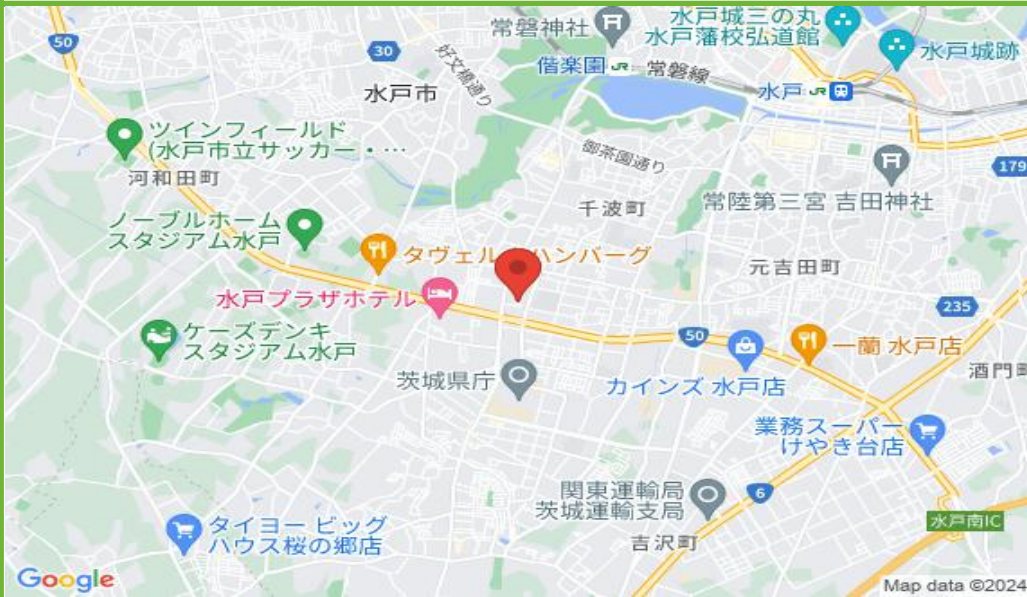 常磐神社
水戸城三の丸
水戸藩校弘道館
50
30
好文橋通り
偕楽園 JR
常磐線
水戸城跡
水戸市
水戸 JR
ツインフィールド
(水戸市立サッカー・…
御茶園通り
179
河和田町
千波町
常陸第三宮 吉田神社
ノーブルホーム
スタジアム水戸
タヴェル
ハンバーグ
元吉田町
水戸プラザホテル
235
ケーズデンキ
スタジアム水戸
50
一蘭 水戸店
茨城県庁
カインズ 水戸店
酒門町
業務スーパー
けやき台店
関東運輸局
茨城運輸支局
6
水戸南IC
タイヨー ビッグ
ハウス桜の郷店
吉沢町
Google
Map data ©2024